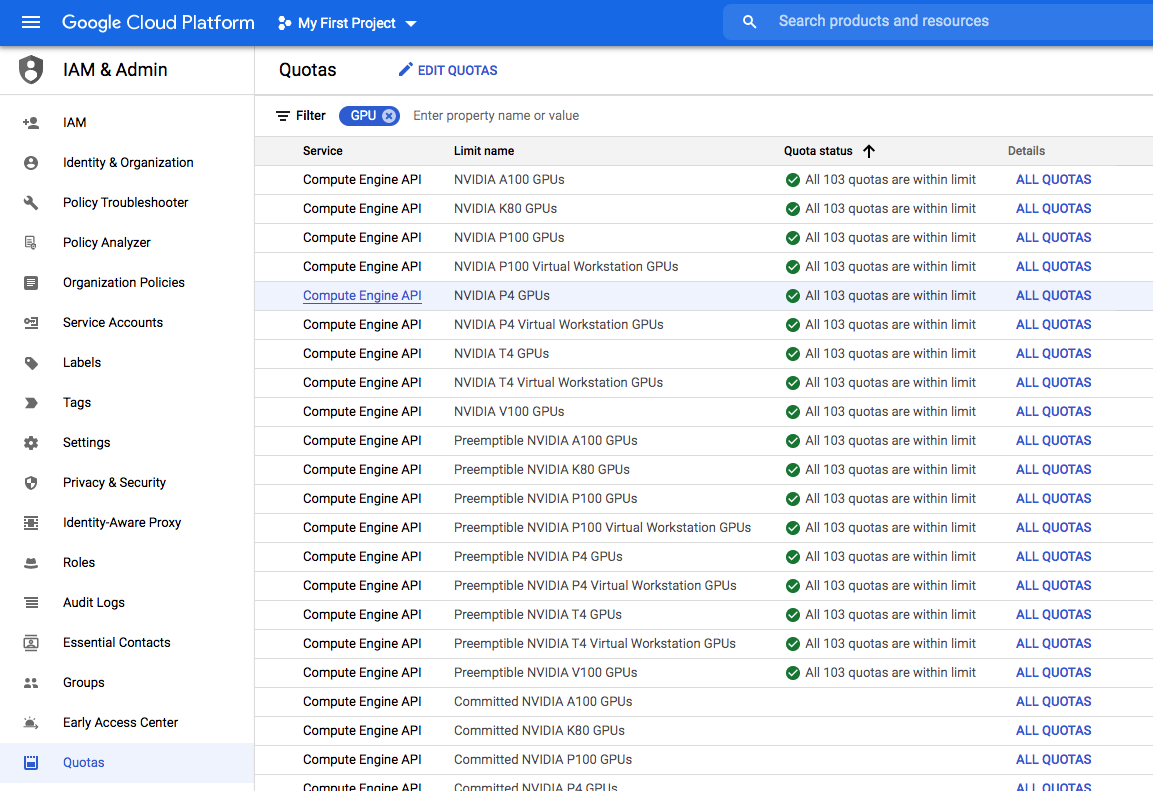 Google Cloud Platform My First Project Search products and resources
IAM & Admin Quotas EDIT QUOTAS
IAM
Identity & Organization
Policy Troubleshooter
Policy Analyzer
Organization Policies
Service Accounts
Labels
Tags
Settings
Privacy & Security
Identity-Aware Proxy
Roles
Audit Logs
Essential Contacts
Groups
Early Access Center
Quotas
Filter GPU Enter property name or value
Service Limit name Quota status Details
Compute Engine API NVIDIA A100 GPUs All 103 quotas are within limit ALL QUOTAS
Compute Engine API NVIDIA K80 GPUs All 103 quotas are within limit ALL QUOTAS
Compute Engine API NVIDIA P100 GPUs All 103 quotas are within limit ALL QUOTAS
Compute Engine API NVIDIA P100 Virtual Workstation GPUs All 103 quotas are within limit ALL QUOTAS
Compute Engine API NVIDIA P4 GPUs All 103 quotas are within limit ALL QUOTAS
Compute Engine API NVIDIA P4 Virtual Workstation GPUs All 103 quotas are within limit ALL QUOTAS
Compute Engine API NVIDIA T4 GPUs All 103 quotas are within limit ALL QUOTAS
Compute Engine API NVIDIA T4 Virtual Workstation GPUs All 103 quotas are within limit ALL QUOTAS
Compute Engine API NVIDIA V100 GPUs All 103 quotas are within limit ALL QUOTAS
Compute Engine API Preemptible NVIDIA A100 GPUs All 103 quotas are within limit ALL QUOTAS
Compute Engine API Preemptible NVIDIA K80 GPUs All 103 quotas are within limit ALL QUOTAS
Compute Engine API Preemptible NVIDIA P100 GPUs All 103 quotas are within limit ALL QUOTAS
Compute Engine API Preemptible NVIDIA P100 Virtual Workstation GPUs All 103 quotas are within limit ALL QUOTAS
Compute Engine API Preemptible NVIDIA P4 GPUs All 103 quotas are within limit ALL QUOTAS
Compute Engine API Preemptible NVIDIA P4 Virtual Workstation GPUs All 103 quotas are within limit ALL QUOTAS
Compute Engine API Preemptible NVIDIA T4 GPUs All 103 quotas are within limit ALL QUOTAS
Compute Engine API Preemptible NVIDIA T4 Virtual Workstation GPUs All 103 quotas are within limit ALL QUOTAS
Compute Engine API Preemptible NVIDIA V100 GPUs All 103 quotas are within limit ALL QUOTAS
Compute Engine API Committed NVIDIA A100 GPUs ALL QUOTAS
Compute Engine API Committed NVIDIA K80 GPUs ALL QUOTAS
Compute Engine API Committed NVIDIA P100 GPUs ALL QUOTAS
Compute Engine API Committed NVIDIA P4 GPUs ALL QUOTAS